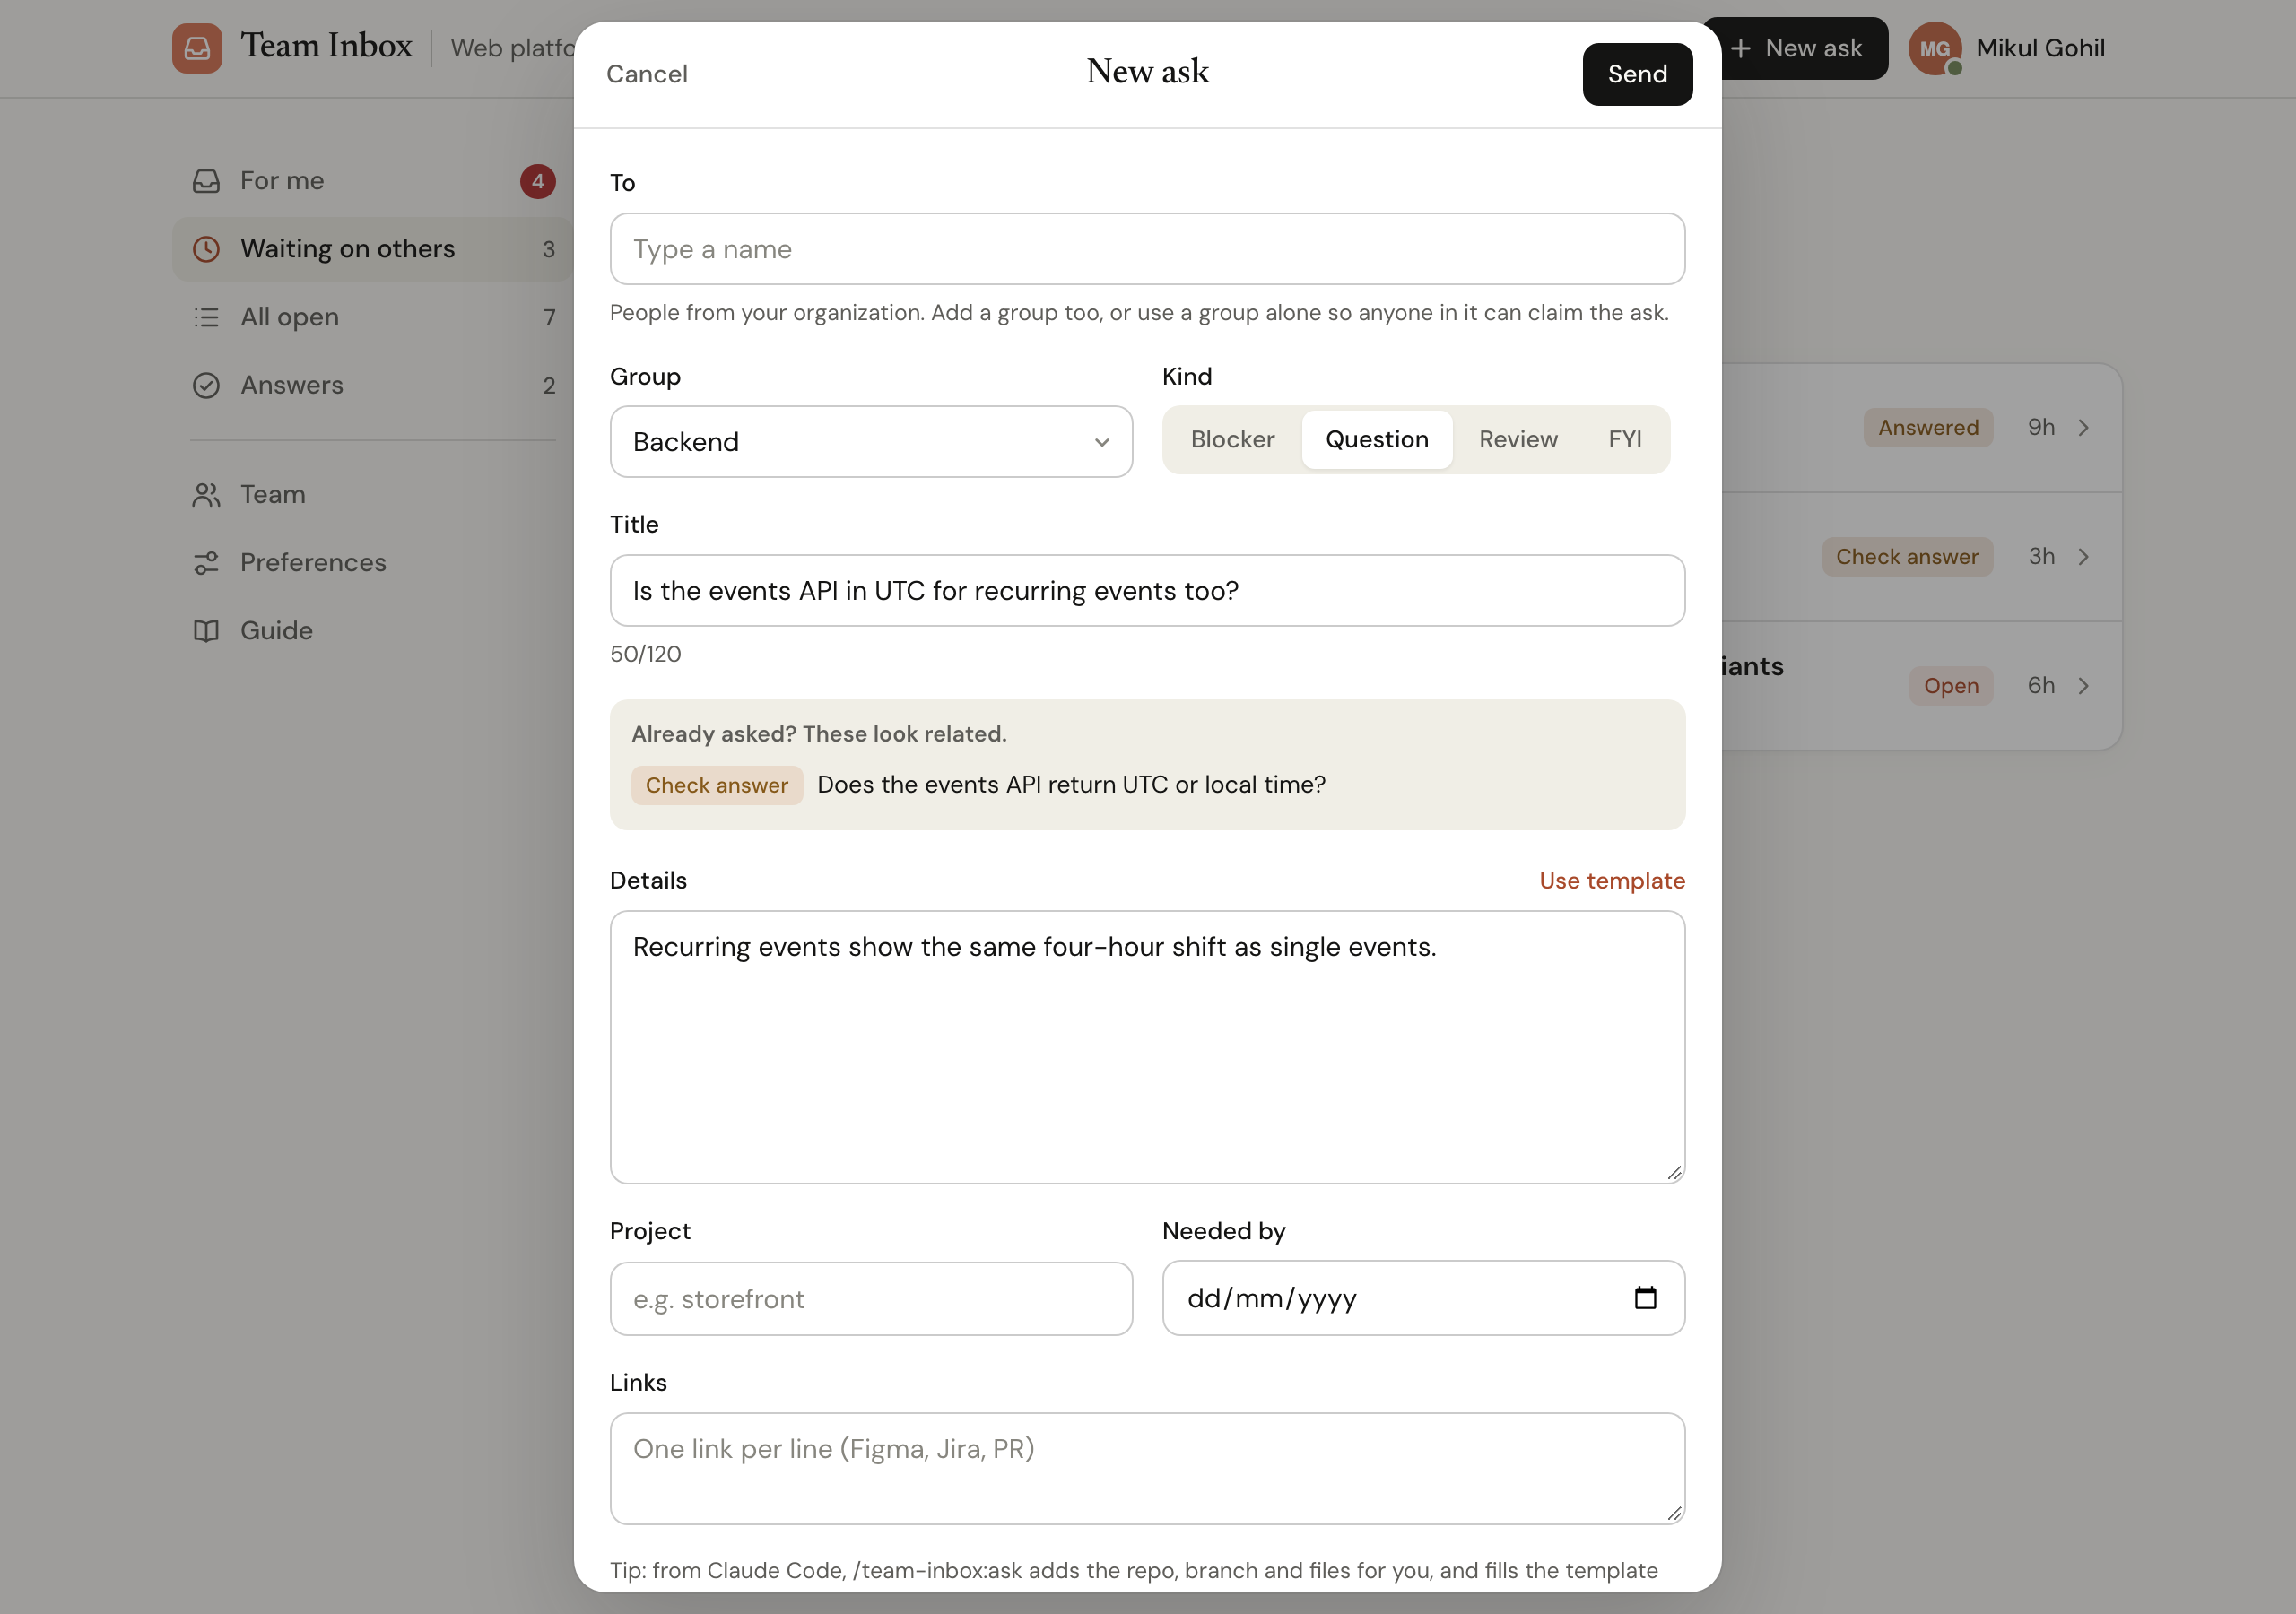 Team Inbox
Web platfo
New ask
MG
Mikul Gohil
For me
4
Waiting on others
3
All open
7
Answers
2
Team
Preferences
Guide
Answered
9h
Check answer
3h
iants
Open
6h
Cancel
New ask
Send
To
Type a name
People from your organization. Add a group too, or use a group alone so anyone in it can claim the ask.
Group
Kind
Backend
Blocker
Question
Review
FYI
Title
Is the events API in UTC for recurring events too?
50/120
Already asked? These look related.
Check answer
Does the events API return UTC or local time?
Details
Use template
Recurring events show the same four-hour shift as single events.
Project
Needed by
e.g. storefront
dd/mm/yyyy
Links
One link per line (Figma, Jira, PR)
Tip: from Claude Code, /team-inbox:ask adds the repo, branch and files for you, and fills the template